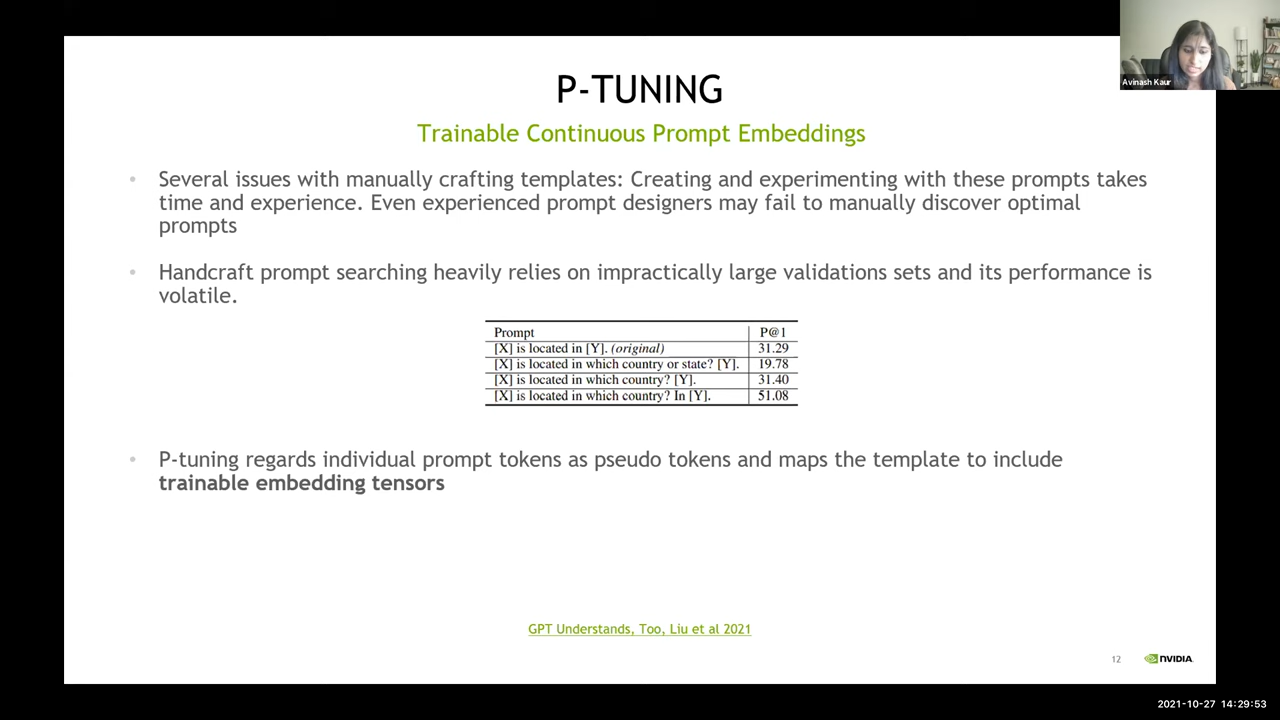 Avinash Kaur
P-TUNING
Trainable Continuous Prompt Embeddings
• Several issues with manually crafting templates: Creating and experimenting with these prompts takes
time and experience. Even experienced prompt designers may fail to manually discover optimal
prompts
• Handcraft prompt searching heavily relies on impractically large validations sets and its performance is
volatile.
Prompt P@1
[X] is located in [Y]. (original) 31.29
[X] is located in which country or state? [Y]. 19.78
[X] is located in which country? [Y]. 31.40
[X] is located in which country? In [Y]. 51.08
• P-tuning regards individual prompt tokens as pseudo tokens and maps the template to include
trainable embedding tensors
GPT Understands, Too, Liu et al 2021
12 NVIDIA.
2021-10-27 14:29:53